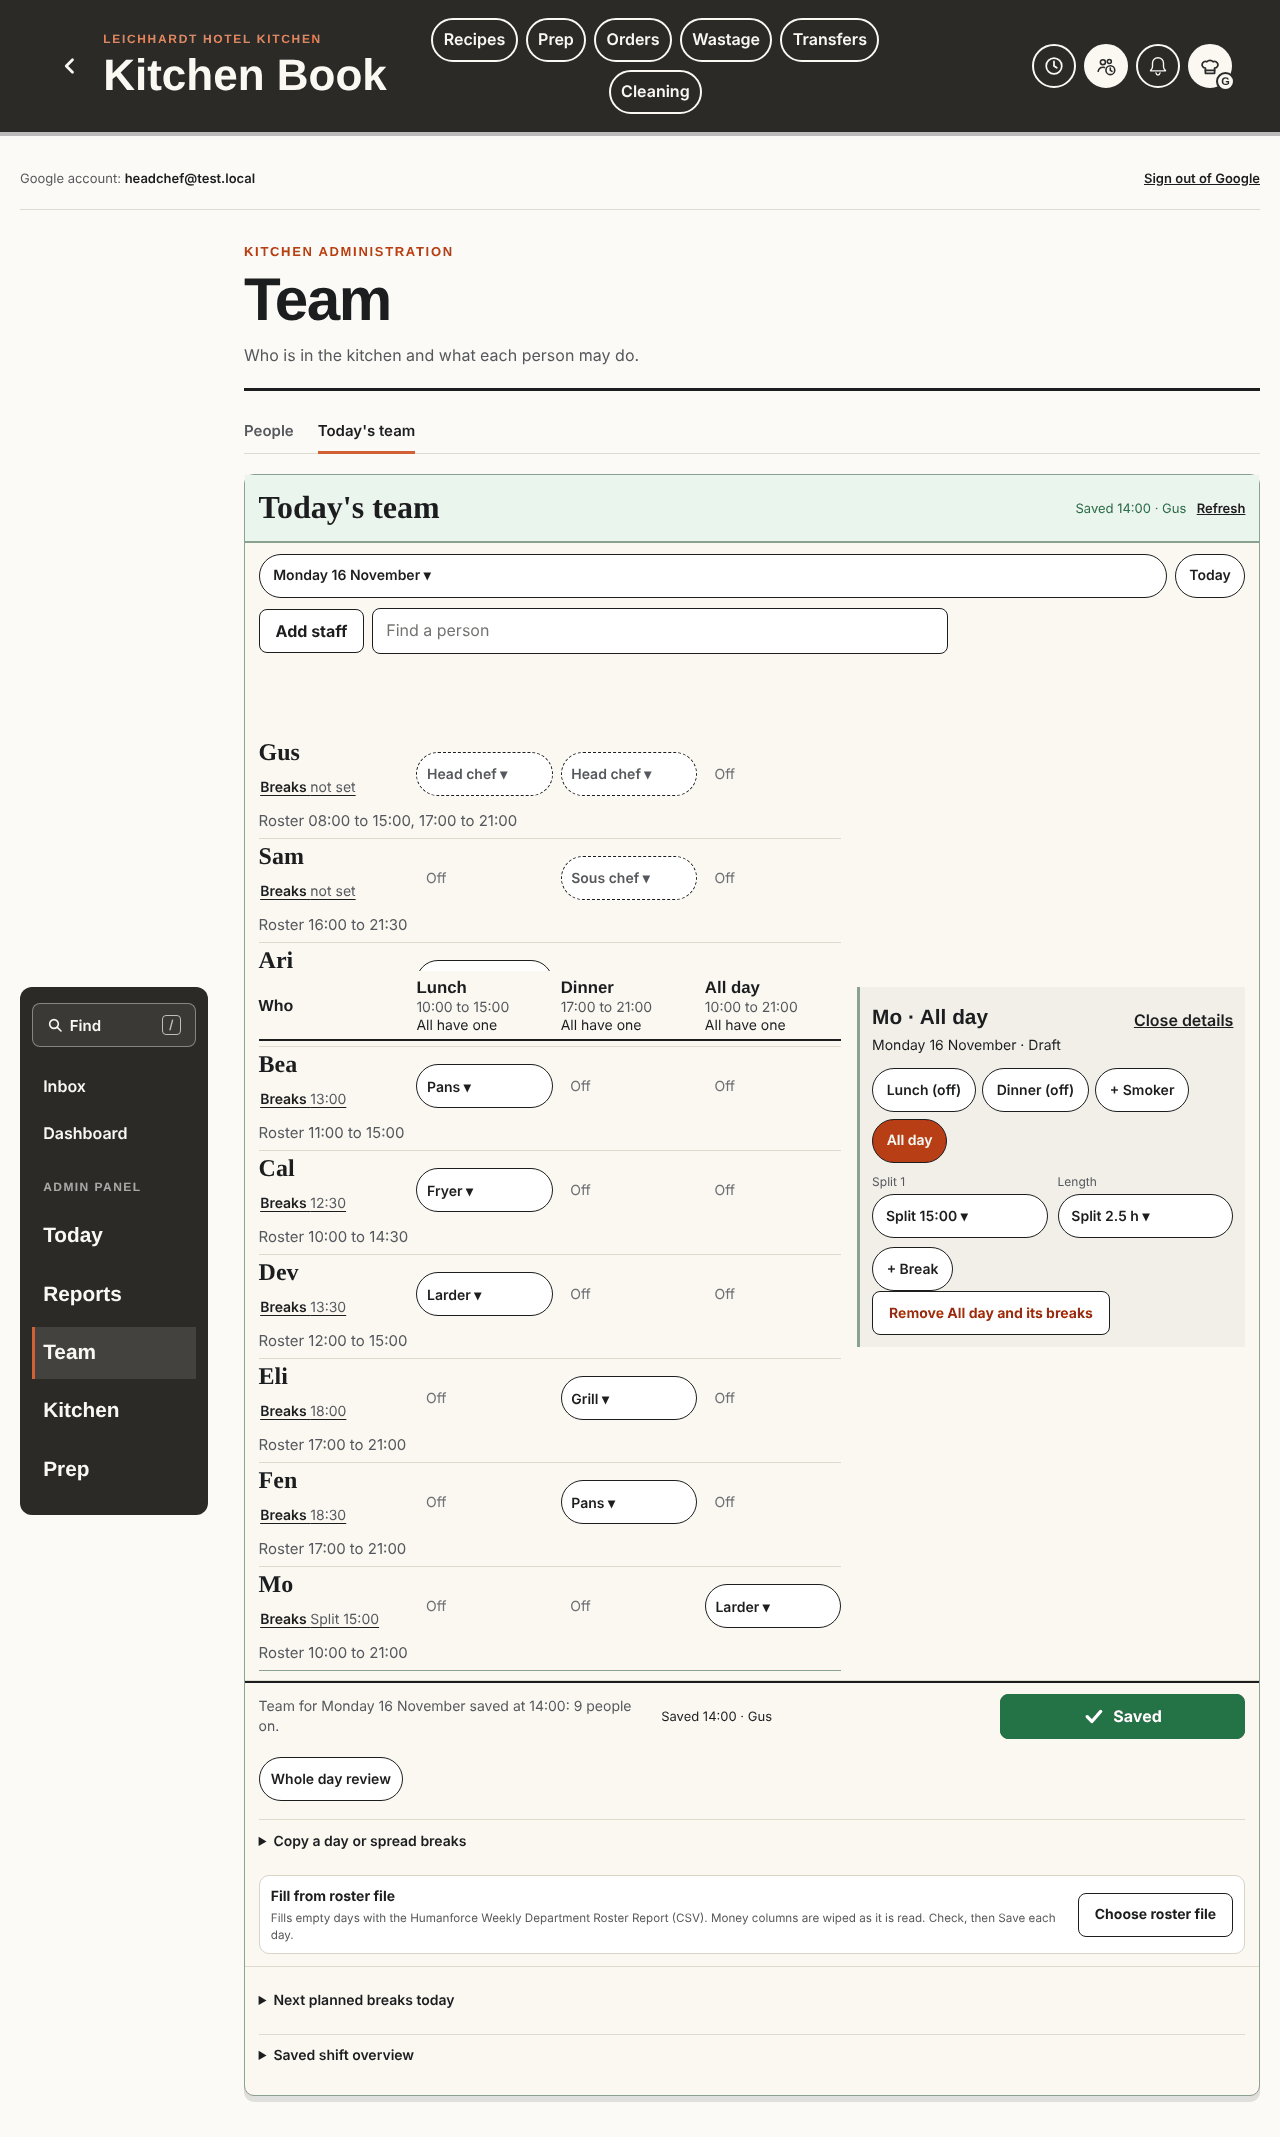 LEICHHARDT HOTEL KITCHEN
Kitchen Book
Recipes
Prep
Orders
Wastage
Transfers
Cleaning
G
Google account: headchef@test.local
Sign out of Google
KITCHEN ADMINISTRATION
Team
Who is in the kitchen and what each person may do.
People
Today's team
Today's team
Saved 14:00 · Gus
Refresh
Monday 16 November ▾
Today
Add staff
Find a person
Gus
Breaks not set
Head chef ▾
Head chef ▾
Off
Roster 08:00 to 15:00, 17:00 to 21:00
Sam
Breaks not set
Off
Sous chef ▾
Off
Roster 16:00 to 21:30
Ari
Who
Lunch
10:00 to 15:00
All have one
Dinner
17:00 to 21:00
All have one
All day
10:00 to 21:00
All have one
Bea
Breaks 13:00
Pans ▾
Off
Off
Roster 11:00 to 15:00
Cal
Breaks 12:30
Fryer ▾
Off
Off
Roster 10:00 to 14:30
Dev
Breaks 13:30
Larder ▾
Off
Off
Roster 12:00 to 15:00
Eli
Breaks 18:00
Off
Grill ▾
Off
Roster 17:00 to 21:00
Fen
Breaks 18:30
Off
Pans ▾
Off
Roster 17:00 to 21:00
Mo
Breaks Split 15:00
Off
Off
Larder ▾
Roster 10:00 to 21:00
Find
/
Inbox
Dashboard
ADMIN PANEL
Today
Reports
Team
Kitchen
Prep
Mo · All day
Close details
Monday 16 November · Draft
Lunch (off)
Dinner (off)
+ Smoker
All day
Split 1
Length
Split 15:00 ▾
Split 2.5 h ▾
+ Break
Remove All day and its breaks
Team for Monday 16 November saved at 14:00: 9 people
on.
Saved 14:00 · Gus
Saved
Whole day review
Copy a day or spread breaks
Fill from roster file
Fills empty days with the Humanforce Weekly Department Roster Report (CSV). Money columns are wiped as it is read. Check, then Save each
day.
Choose roster file
Next planned breaks today
Saved shift overview